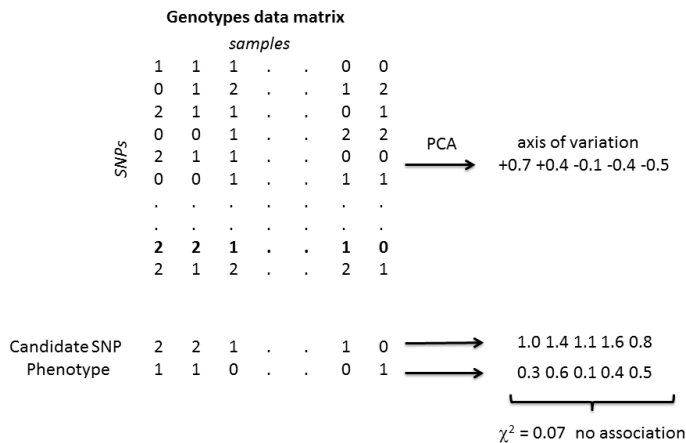 Genotypes data matrix
samples
SNPs
1 1 1 . . 0 0
0 1 2 . . 1 2
2 1 1 . . 0 1
0 0 1 . . 2 2
2 1 1 . . 0 0
0 0 1 . . 1 1
. . . . . . .
. . . . . . .
2 2 1 . . 1 0
2 1 2 . . 2 1
PCA
axis of variation
+0.7 +0.4 -0.1 -0.4 -0.5
Candidate SNP 2 2 1 . . 1 0
1.0 1.4 1.1 1.6 0.8
Phenotype 1 1 0 . . 0 1
0.3 0.6 0.1 0.4 0.5
χ² = 0.07 no association